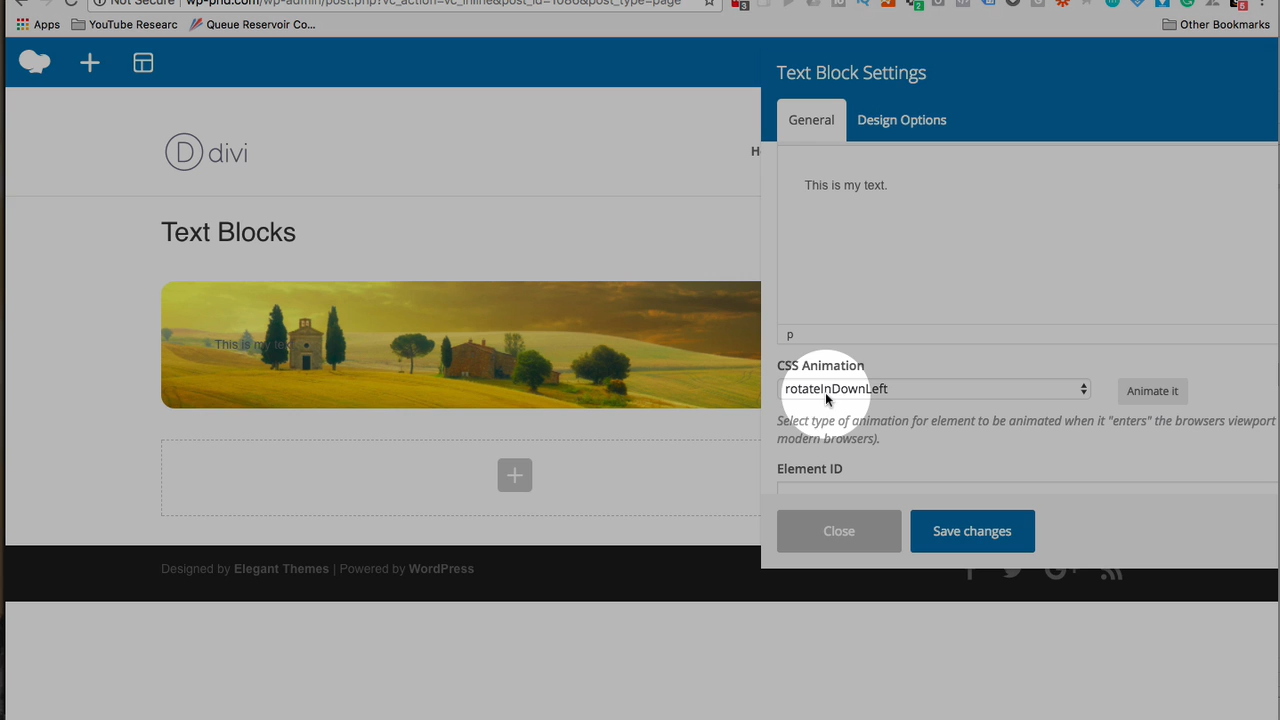 Not Secure | wp-phd.com/wp-admin/post.php?vc_action=vc_inline&post_id=1086&post_type=page
Apps YouTube Researc Queue Reservoir Co... Other Bookmarks
Text Block Settings
General Design Options
D divi
This is my text.
Text Blocks
This is my text.
p
CSS Animation
rotateInDownLeft Animate it
Select type of animation for element to be animated when it "enters" the browsers viewport
modern browsers).
Element ID
Close Save changes
Designed by Elegant Themes | Powered by WordPress